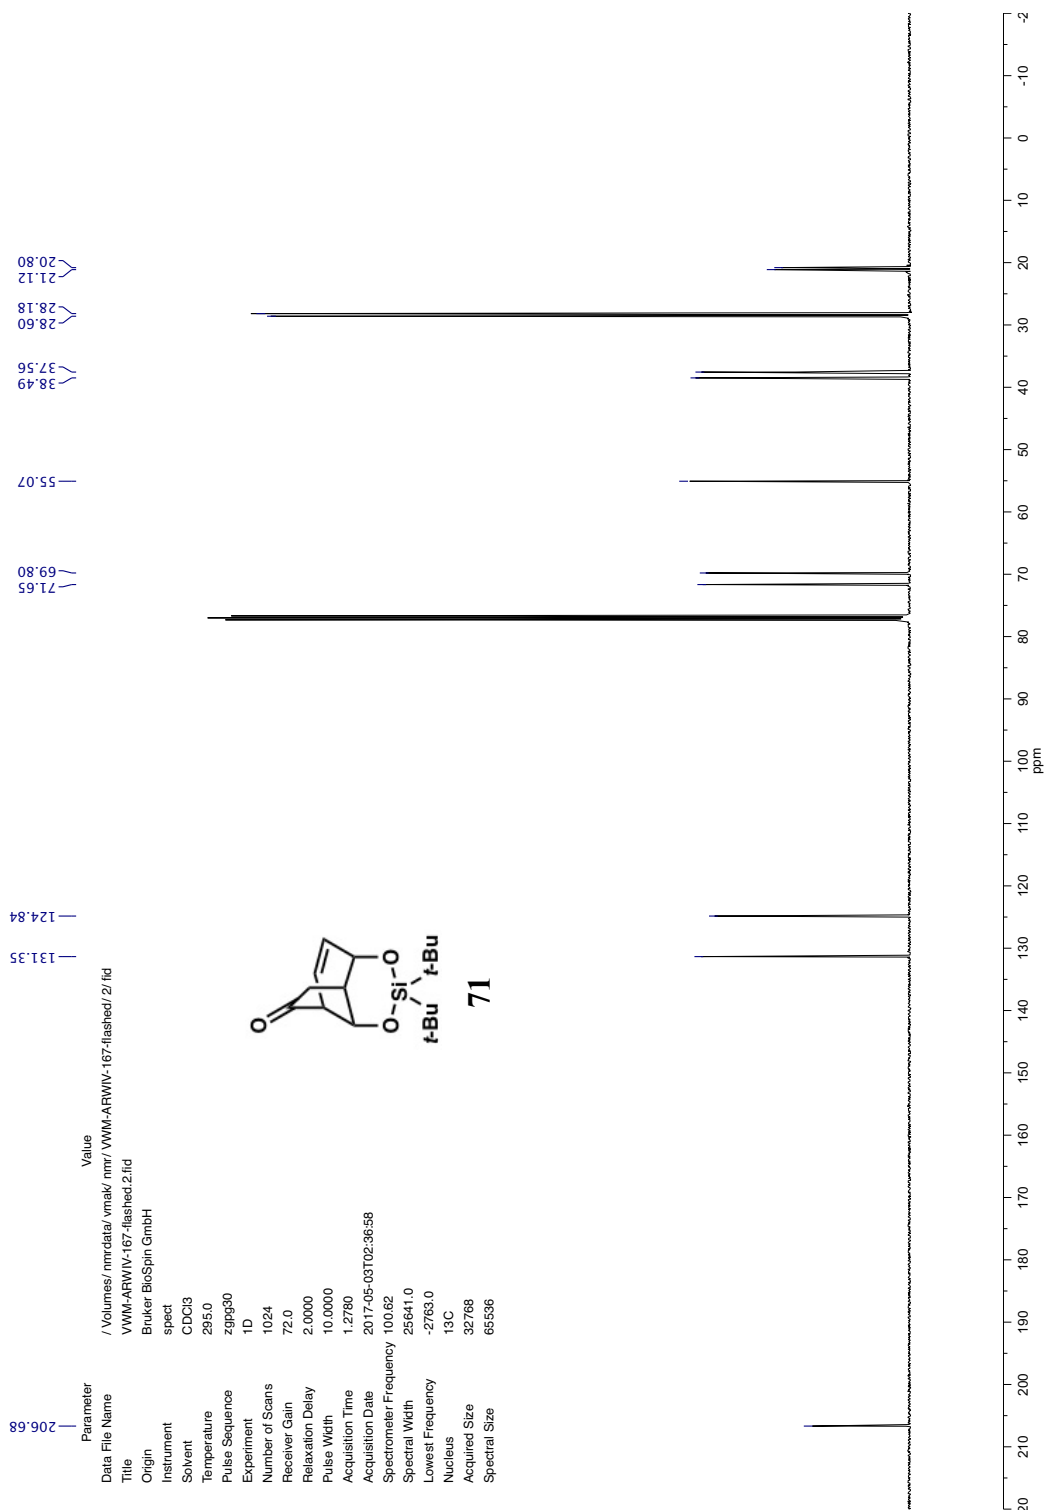 206.68
131.35
124.84
71.65
69.80
55.07
38.49
37.56
28.60
28.18
21.12
20.80
Parameter Value
Data File Name / Volumes/ nmrdata/ vmak/ nmr/ VWM-ARWIV-167-flashed/ 2/ fid
Title VWM-ARWIV-167-flashed.2.fid
Origin Bruker BioSpin GmbH
Instrument spect
Solvent CDCl3
Temperature 295.0
Pulse Sequence zgpg30
Experiment 1D
Number of Scans 1024
Receiver Gain 72.0
Relaxation Delay 2.0000
Pulse Width 10.0000
Acquisition Time 1.2780
Acquisition Date 2017-05-03T02:36:58
Spectrometer Frequency 100.62
Spectral Width 25641.0
Lowest Frequency -2763.0
Nucleus 13C
Acquired Size 32768
Spectral Size 65536
O
O Si O
t-Bu t-Bu
71
20 210 200 190 180 170 160 150 140 130 120 110 100 90 80 70 60 50 40 30 20 10 0 -10 -2
ppm